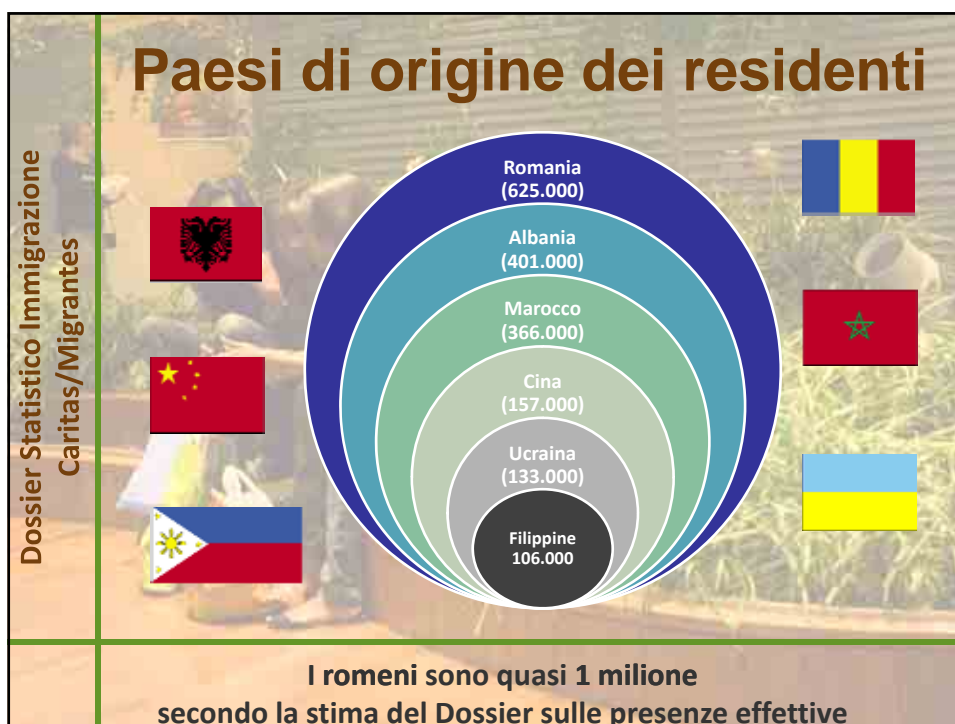 Paesi di origine dei residenti
Dossier Statistico Immigrazione
Caritas/Migrantes
Romania
(625.000)
Albania
(401.000)
Marocco
(366.000)
Cina
(157.000)
Ucraina
(133.000)
Filippine
106.000
I romeni sono quasi 1 milione
secondo la stima del Dossier sulle presenze effettive